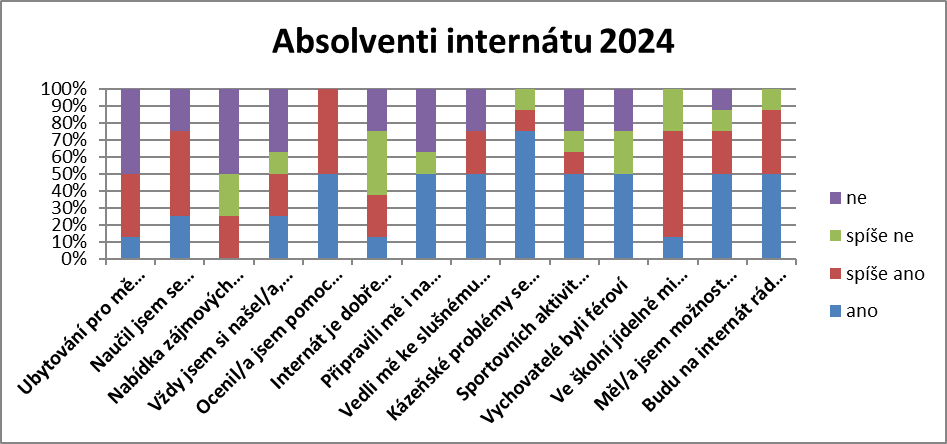 Absolventi internátu 2024
100%
90%
80%
70%
60%
50%
40%
30%
20%
10%
0%
Ubytování pro mě…
Naučil jsem se…
Nabídka zájmových…
Vždy jsem si našel/a,…
Ocenil/a jsem pomoc…
Internát je dobře…
Připravili mě i na…
Vedli mě ke slušnému…
Kázeňské problémy se…
Sportovních aktivit…
Vychovatelé byli féroví
Ve školní jídelně mi…
Měl/a jsem možnost…
Budu na internát rád…
ne
spíše ne
spíše ano
ano